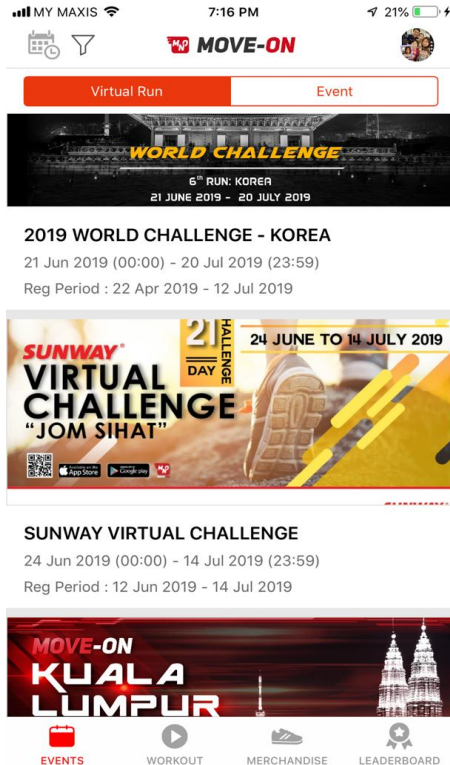 MY MAXIS 7:16 PM 21%
MOVE-ON
Virtual Run Event
WORLD CHALLENGE
6TH RUN: KOREA
21 JUNE 2019 - 20 JULY 2019
2019 WORLD CHALLENGE - KOREA
21 Jun 2019 (00:00) - 20 Jul 2019 (23:59)
Reg Period : 22 Apr 2019 - 12 Jul 2019
21
DAY
CHALLENGE
24 JUNE TO 14 JULY 2019
SUNWAY®
VIRTUAL
CHALLENGE
"JOM SIHAT"
App Store Google play
SUNWAY VIRTUAL CHALLENGE
24 Jun 2019 (00:00) - 14 Jul 2019 (23:59)
Reg Period : 12 Jun 2019 - 14 Jul 2019
MOVE-ON
KUALA
LUMPUR
EVENTS WORKOUT MERCHANDISE LEADERBOARD